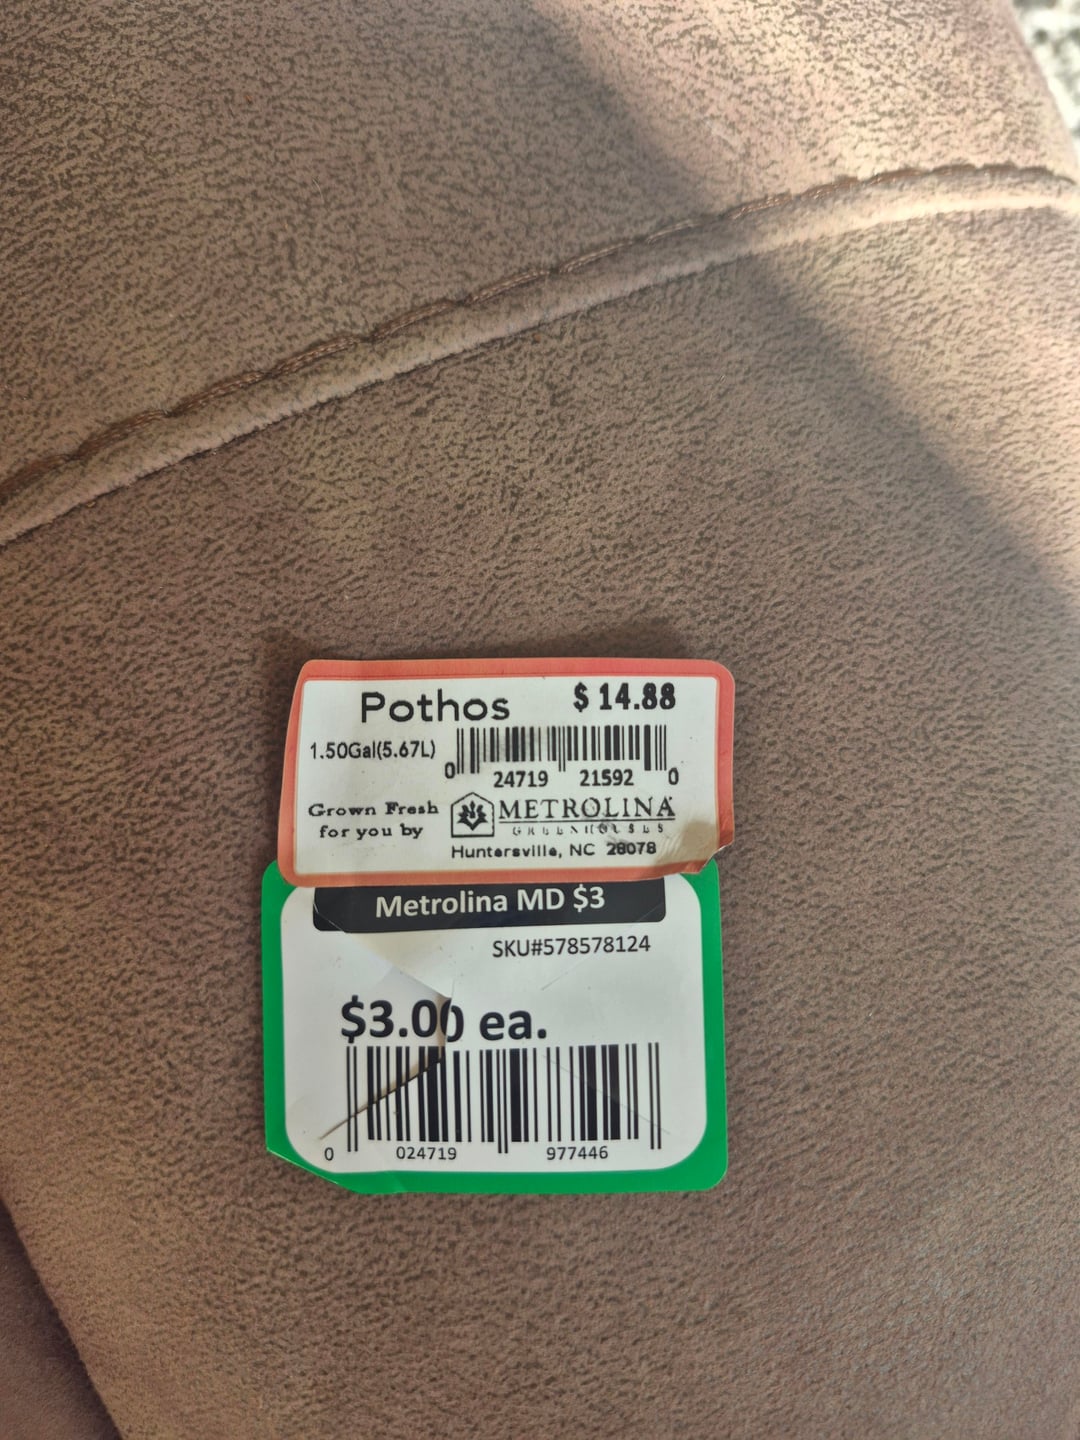 Pothos $ 14.88
1.50Gal(5.67L)
0 24719 21592 0
Grown Fresh
for you by
METROLINA
GREENHOUSES
Huntersville, NC 28078
Metrolina MD $3
SKU#578578124
$3.00 ea.
0 024719 977446